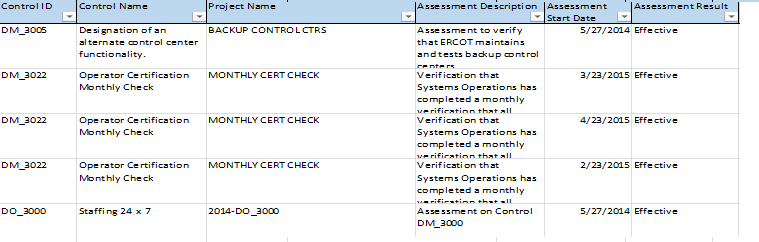 Control ID Control Name Project Name Assessment Description Assessment Start Date Assessment Result
DM_3005 Designation of an BACKUP CONTROL CTRS Assessment to verify 5/27/2014 Effective
alternate control center that ERCOT maintains
functionality. and tests backup control
centers
DM_3022 Operator Certification MONTHLY CERT CHECK Verification that 3/23/2015 Effective
Monthly Check Systems Operations has
completed a monthly
verification that all
DM_3022 Operator Certification MONTHLY CERT CHECK Verification that 4/23/2015 Effective
Monthly Check Systems Operations has
completed a monthly
verification that all
DM_3022 Operator Certification MONTHLY CERT CHECK Verification that 2/23/2015 Effective
Monthly Check Systems Operations has
completed a monthly
verification that all
DO_3000 Staffing 24 x 7 2014-DO_3000 Assessment on Control 5/27/2014 Effective
DM_3000